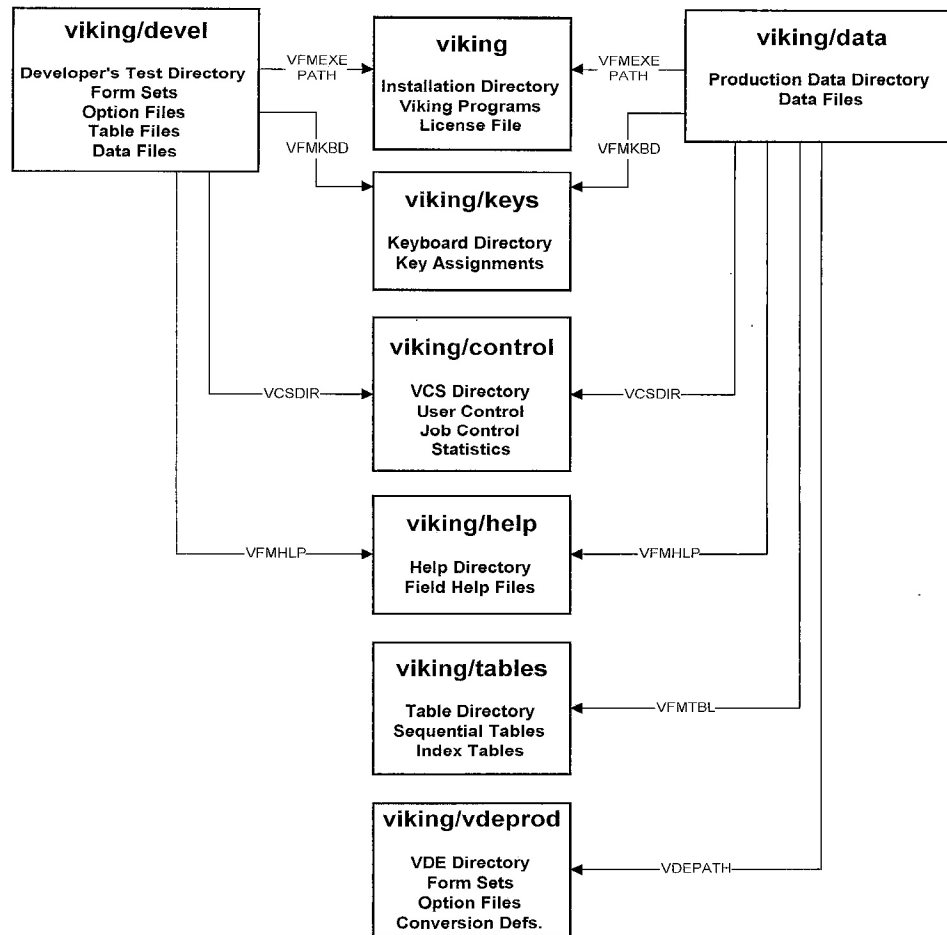 viking/devel
Developer's Test Directory
Form Sets
Option Files
Table Files
Data Files
VFMEXE
PATH
viking
Installation Directory
Viking Programs
License File
VFMEXE
PATH
viking/data
Production Data Directory
Data Files
VFMKBD
VFMKBD
viking/keys
Keyboard Directory
Key Assignments
viking/control
VCS Directory
User Control
Job Control
Statistics
VCSDIR
VCSDIR
viking/help
Help Directory
Field Help Files
VFMHLP
VFMHLP
viking/tables
Table Directory
Sequential Tables
Index Tables
VFMTBL
viking/vdeprod
VDE Directory
Form Sets
Option Files
Conversion Defs.
VDEPATH